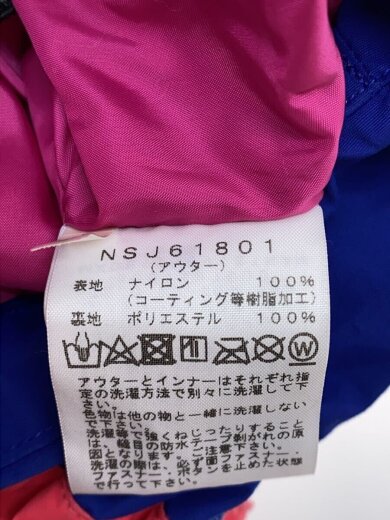 NSJ61801
(アウター)
表地 ナイロン 100%
(コーティング等樹脂加工)
裏地 ポリエステル 100%
アウターとインナーはそれぞれ指
定の洗濯方法で別々に洗濯して下
さい。
色物は他の物と一緒に洗濯しない
で下さい。
洗濯等で強くねじったりすること
は、縫目の防水テープ剥がれの原
因となります。ご注意下さい。
洗濯の際は、必ずファスナー、
ファスナー、ボタンを止めた状態
で行って下さい。